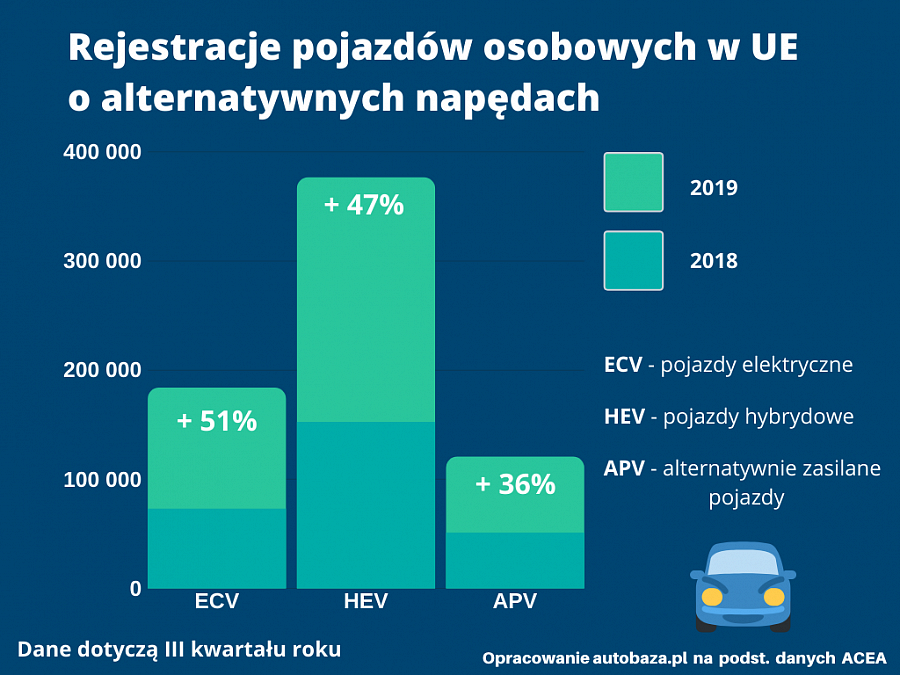 Rejestracje pojazdów osobowych w UE
o alternatywnych napędach
400 000
300 000
200 000
100 000
0
+ 51%
+ 47%
+ 36%
ECV
HEV
APV
2019
2018
ECV - pojazdy elektryczne
HEV - pojazdy hybrydowe
APV - alternatywnie zasilane
pojazdy
Dane dotyczą III kwartału roku
Opracowanie autobaza.pl na podst. danych ACEA